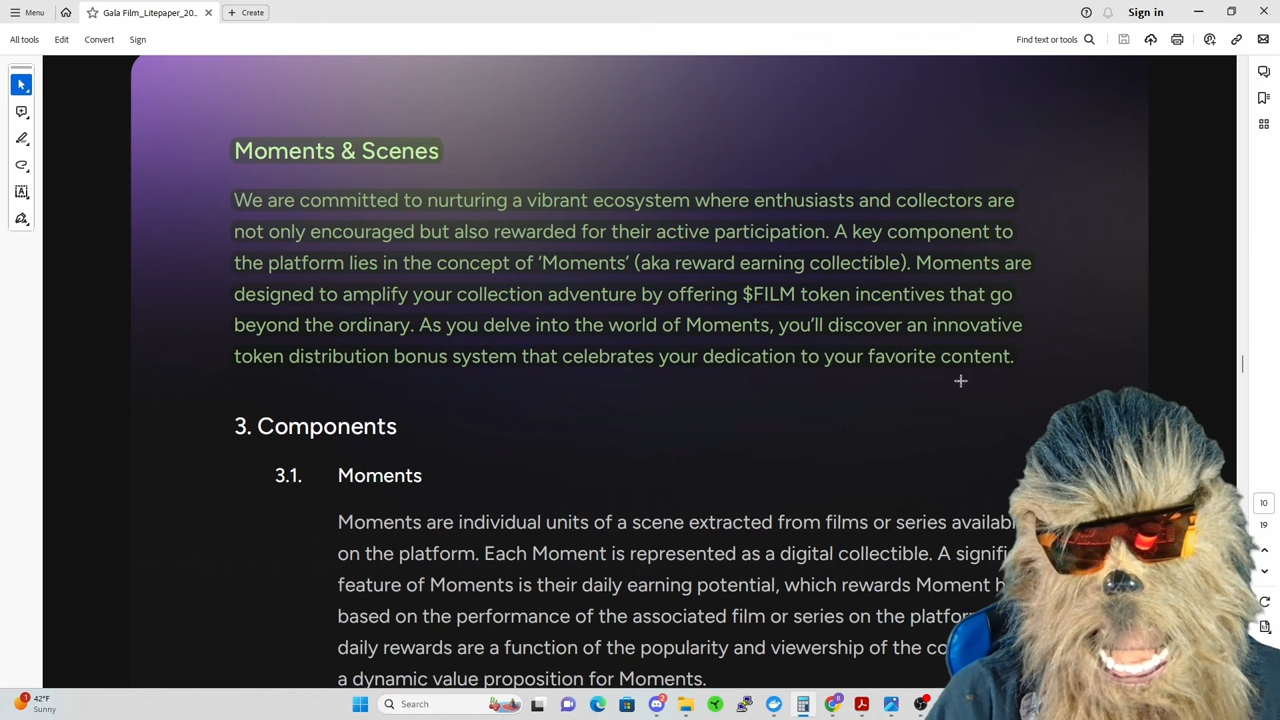 Menu
Gala Film_Litepaper_20...
Create
Sign in
All tools
Edit
Convert
Sign
Find text or tools
Moments & Scenes
We are committed to nurturing a vibrant ecosystem where enthusiasts and collectors are
not only encouraged but also rewarded for their active participation. A key component to
the platform lies in the concept of ‘Moments’ (aka reward earning collectible). Moments are
designed to amplify your collection adventure by offering $FILM token incentives that go
beyond the ordinary. As you delve into the world of Moments, you’ll discover an innovative
token distribution bonus system that celebrates your dedication to your favorite content.
3. Components
3.1. Moments
Moments are individual units of a scene extracted from films or series
on the platform. Each Moment is represented as a digital collectible. A
feature of Moments is their daily earning potential, which rewards Moment
based on the performance of the associated film or series on the
daily rewards are a function of the popularity and viewership of the
a dynamic value proposition for Moments.
10
19
1
42°F
Sunny
Search
2